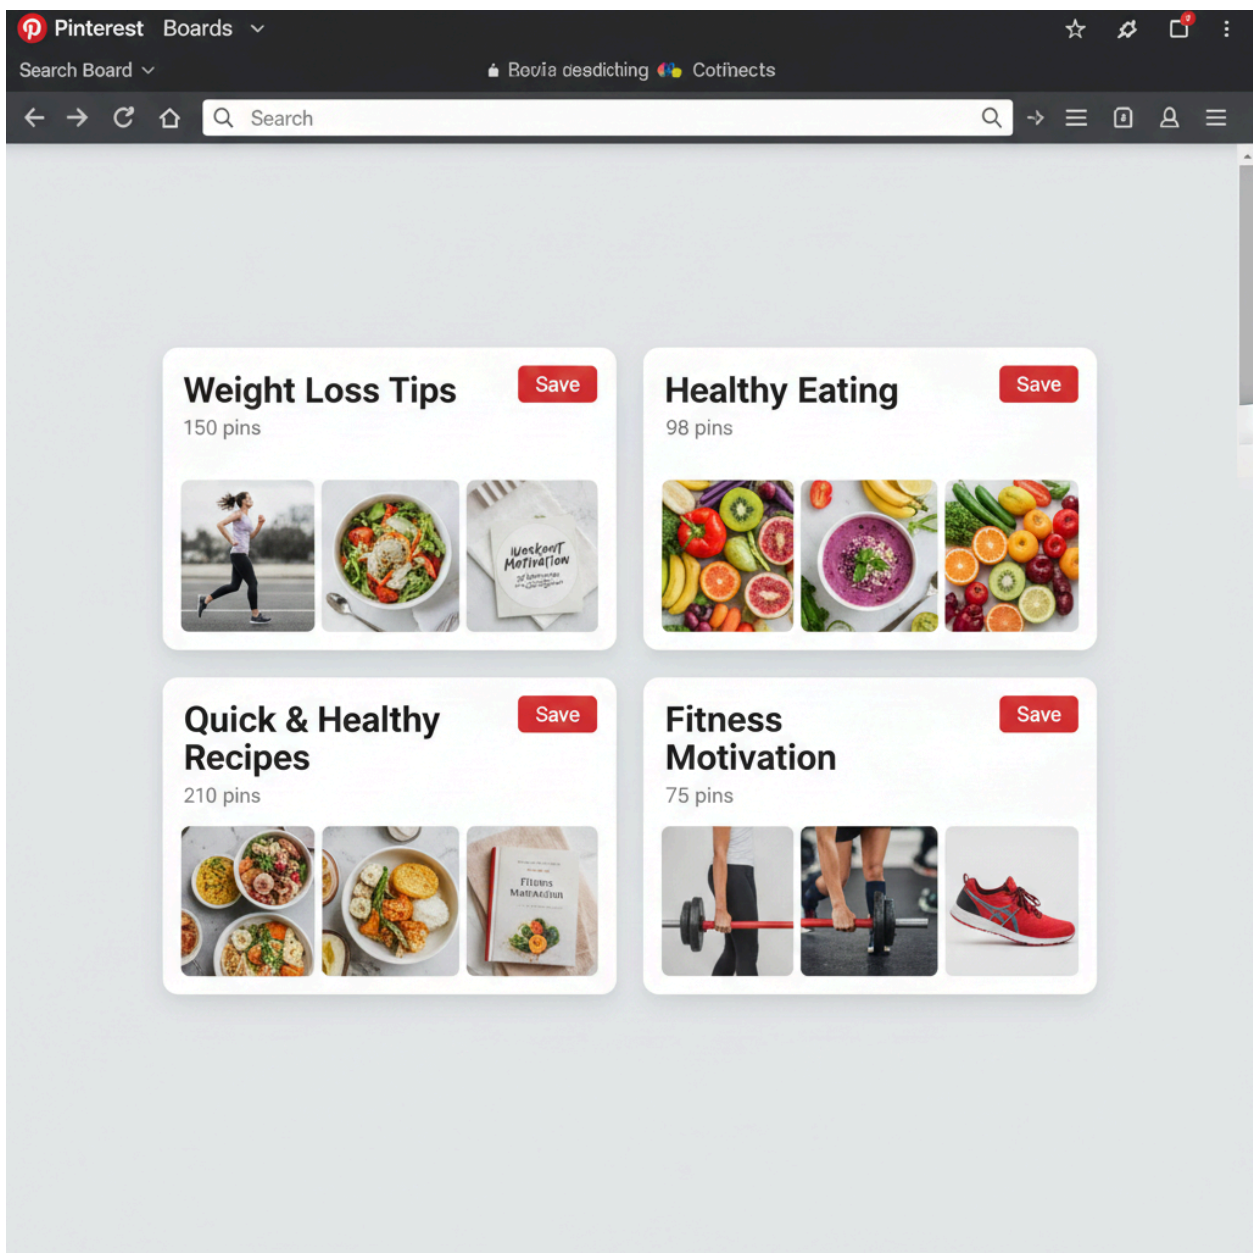 Pinterest Boards
Search Board
Cotinects
Search
Weight Loss Tips
Save
150 pins
Motivation
Healthy Eating
Save
98 pins
Quick & Healthy
Recipes
Save
210 pins
Fitness
Motivation
Save
75 pins